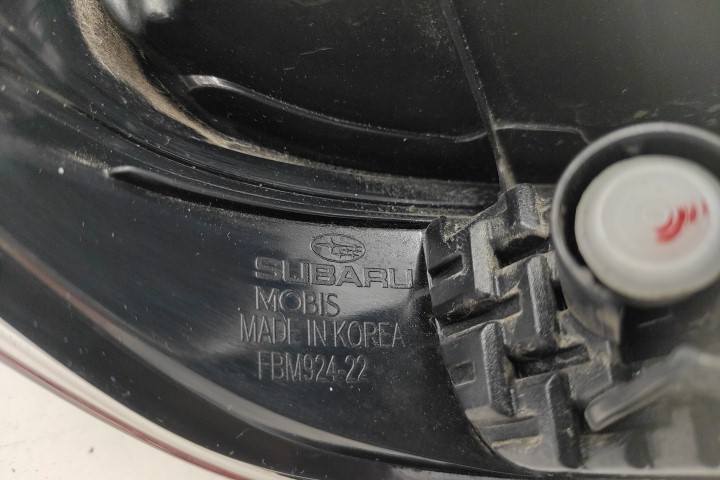 SUBARU
MOBIS
MADE IN KOREA
FBM924-22